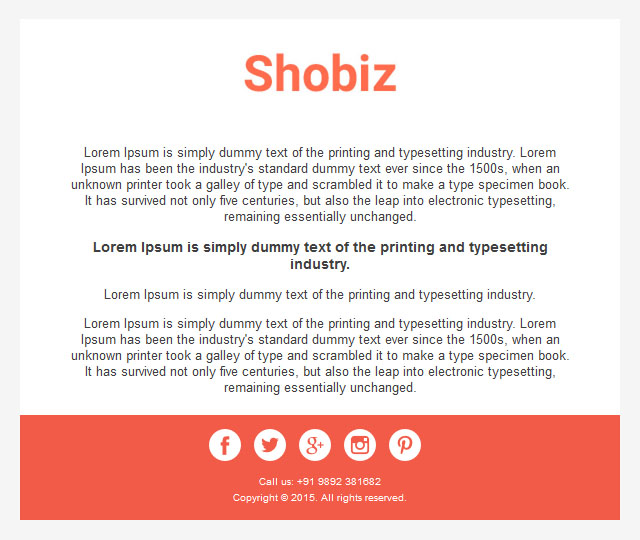 Shobiz
Lorem Ipsum is simply dummy text of the printing and typesetting industry. Lorem
Ipsum has been the industry's standard dummy text ever since the 1500s, when an
unknown printer took a galley of type and scrambled it to make a type specimen book.
It has survived not only five centuries, but also the leap into electronic typesetting,
remaining essentially unchanged.
Lorem Ipsum is simply dummy text of the printing and typesetting
industry.
Lorem Ipsum is simply dummy text of the printing and typesetting industry.
Lorem Ipsum is simply dummy text of the printing and typesetting industry. Lorem
Ipsum has been the industry's standard dummy text ever since the 1500s, when an
unknown printer took a galley of type and scrambled it to make a type specimen book.
It has survived not only five centuries, but also the leap into electronic typesetting,
remaining essentially unchanged.
Call us: +91 9892 381682
Copyright © 2015. All rights reserved.